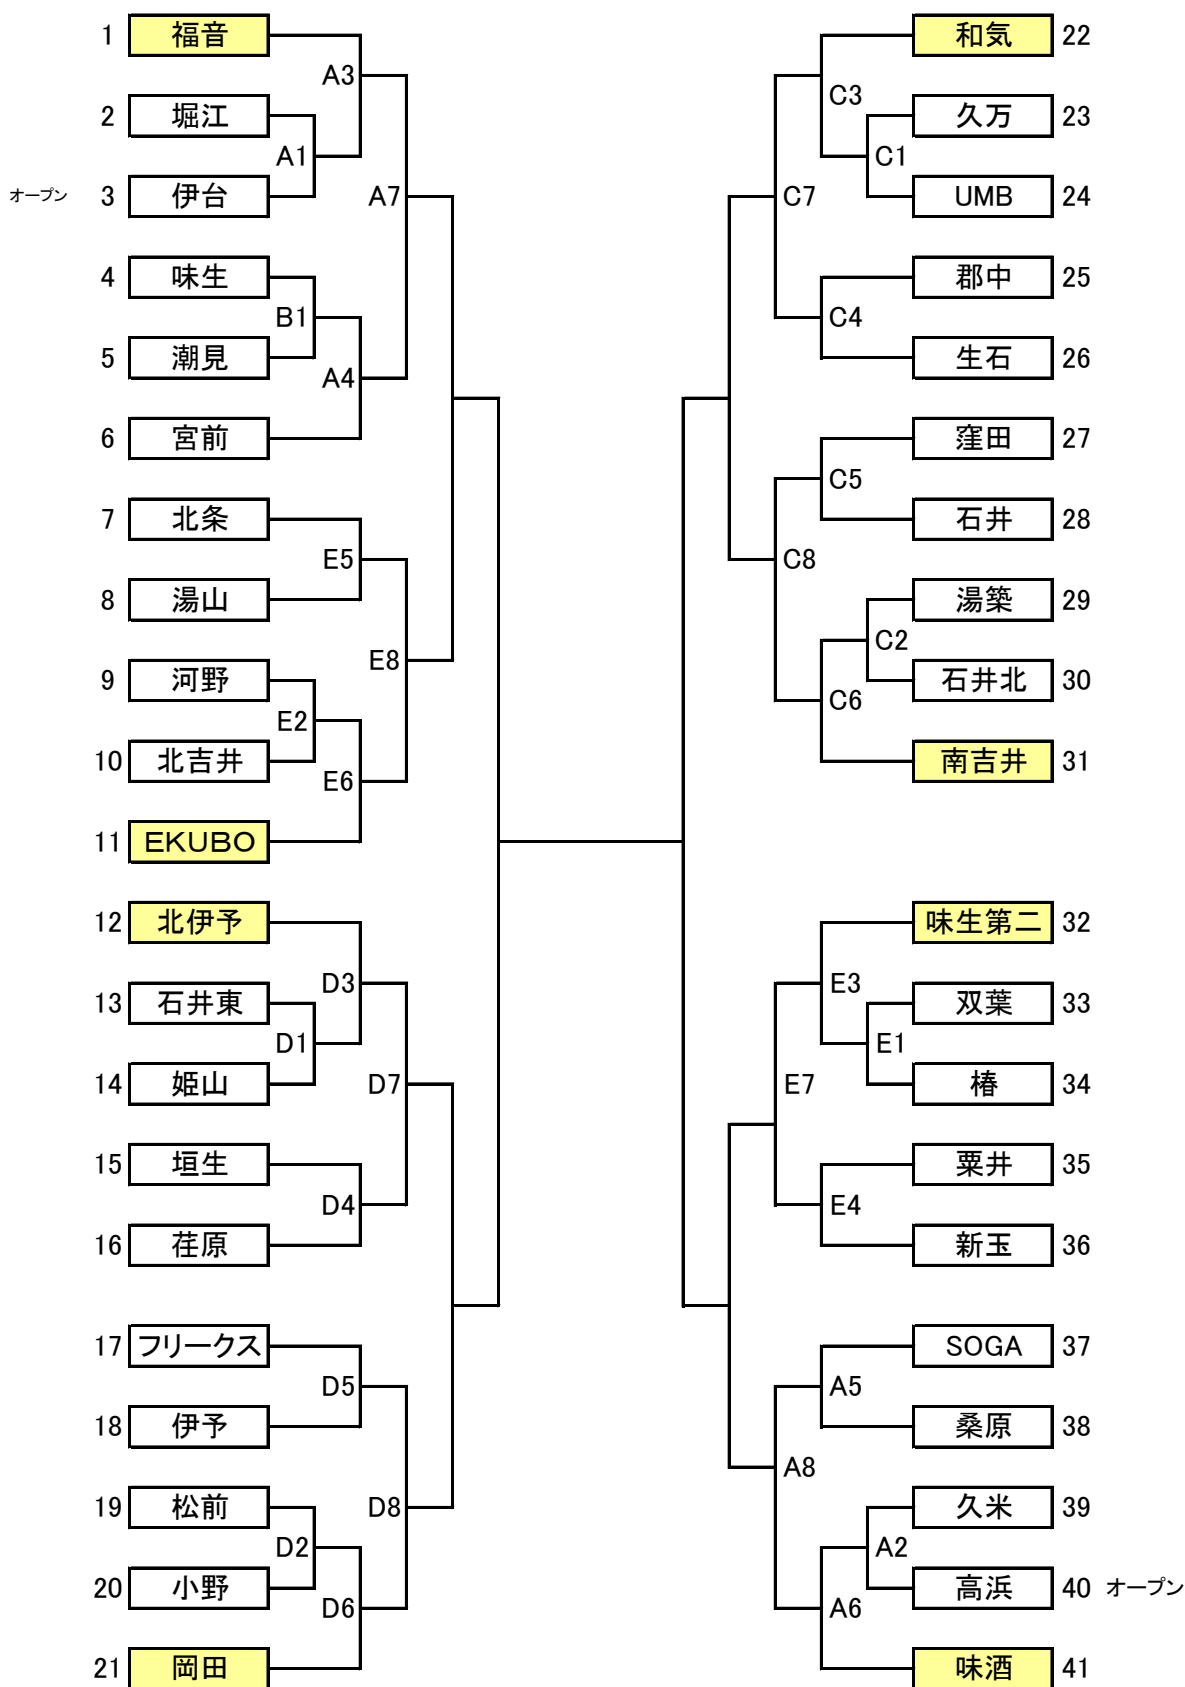 1 福音
A3
2 堀江
A1
オープン 3 伊台
A7
4 味生
B1
5 潮見
A4
6 宮前
7 北条
E5
8 湯山
E8
9 河野
E2
10 北吉井
E6
11 EKUBO
12 北伊予
D3
13 石井東
D1
14 姫山
D7
15 垣生
D4
16 荏原
17 フリークス
D5
18 伊予
19 松前
D8
D2
20 小野
D6
21 岡田
和気 22
C3
久万 23
C1
UMB 24
C7
郡中 25
C4
生石 26
窪田 27
C5
石井 28
C8
湯築 29
C2
石井北 30
C6
南吉井 31
味生第二 32
E3
双葉 33
E1
椿 34
E7
粟井 35
E4
新玉 36
SOGA 37
A5
桑原 38
A8
久米 39
A2
高浜 40 オープン
A6
味酒 41